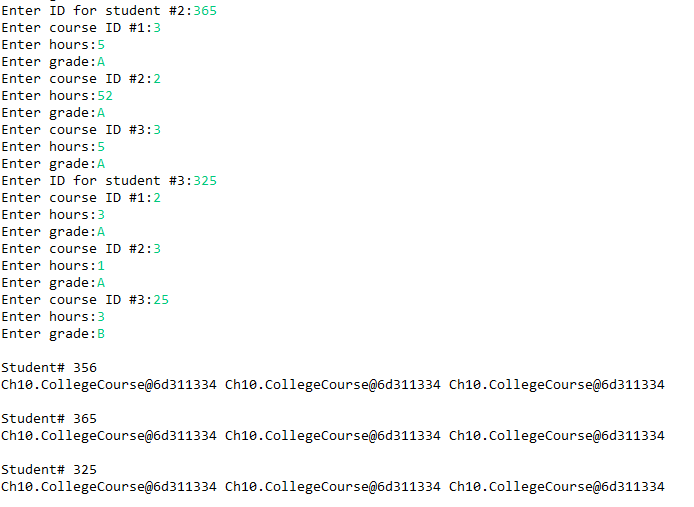 Enter ID for student #2:365
Enter course ID #1:3
Enter hours:5
Enter grade:A
Enter course ID #2:2
Enter hours:52
Enter grade:A
Enter course ID #3:3
Enter hours:5
Enter grade:A
Enter ID for student #3:325
Enter course ID #1:2
Enter hours:3
Enter grade:A
Enter course ID #2:3
Enter hours:1
Enter grade:A
Enter course ID #3:25
Enter hours:3
Enter grade:B
Student# 356
Ch10.CollegeCourse@6d311334 Ch10.CollegeCourse@6d311334 Ch10.CollegeCourse@6d311334
Student# 365
Ch10.CollegeCourse@6d311334 Ch10.CollegeCourse@6d311334 Ch10.CollegeCourse@6d311334
Student# 325
Ch10.CollegeCourse@6d311334 Ch10.CollegeCourse@6d311334 Ch10.CollegeCourse@6d311334